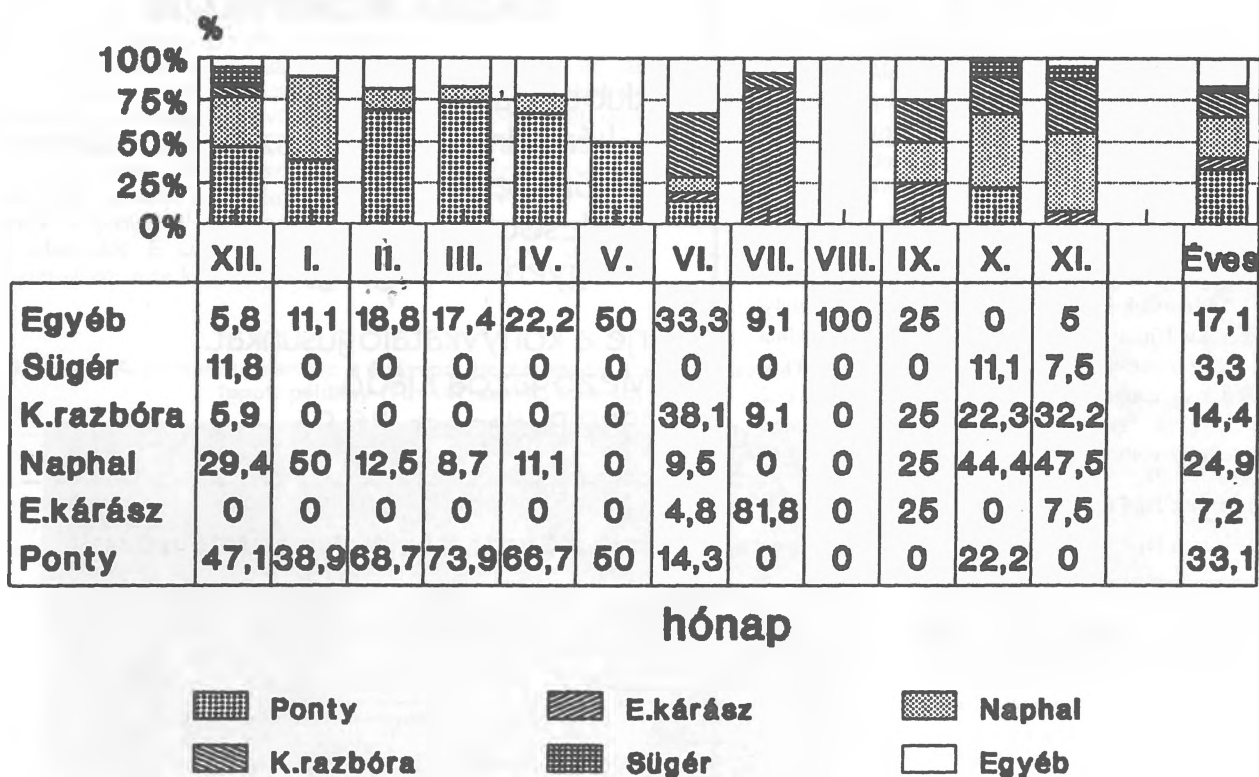 %
100%
75%
50%
25%
0%
XII. I. II. III. IV. V. VI. VII. VIII. IX. X. XI. Éves
Egyéb 5,8 11,1 18,8 17,4 22,2 50 33,3 9,1 100 25 0 5 17,1
Sügér 11,8 0 0 0 0 0 0 0 0 0 11,1 7,5 3,3
K.razbóra 5,9 0 0 0 0 0 38,1 9,1 0 25 22,3 32,2 14,4
Naphal 29,4 50 12,5 8,7 11,1 0 9,5 0 0 25 44,4 47,5 24,9
E.kárász 0 0 0 0 0 0 4,8 81,8 0 25 0 7,5 7,2
Ponty 47,1 38,9 68,7 73,9 66,7 50 14,3 0 0 0 22,2 0 33,1
hónap
Ponty E.kárász Naphal
K.razbóra Sügér Egyéb